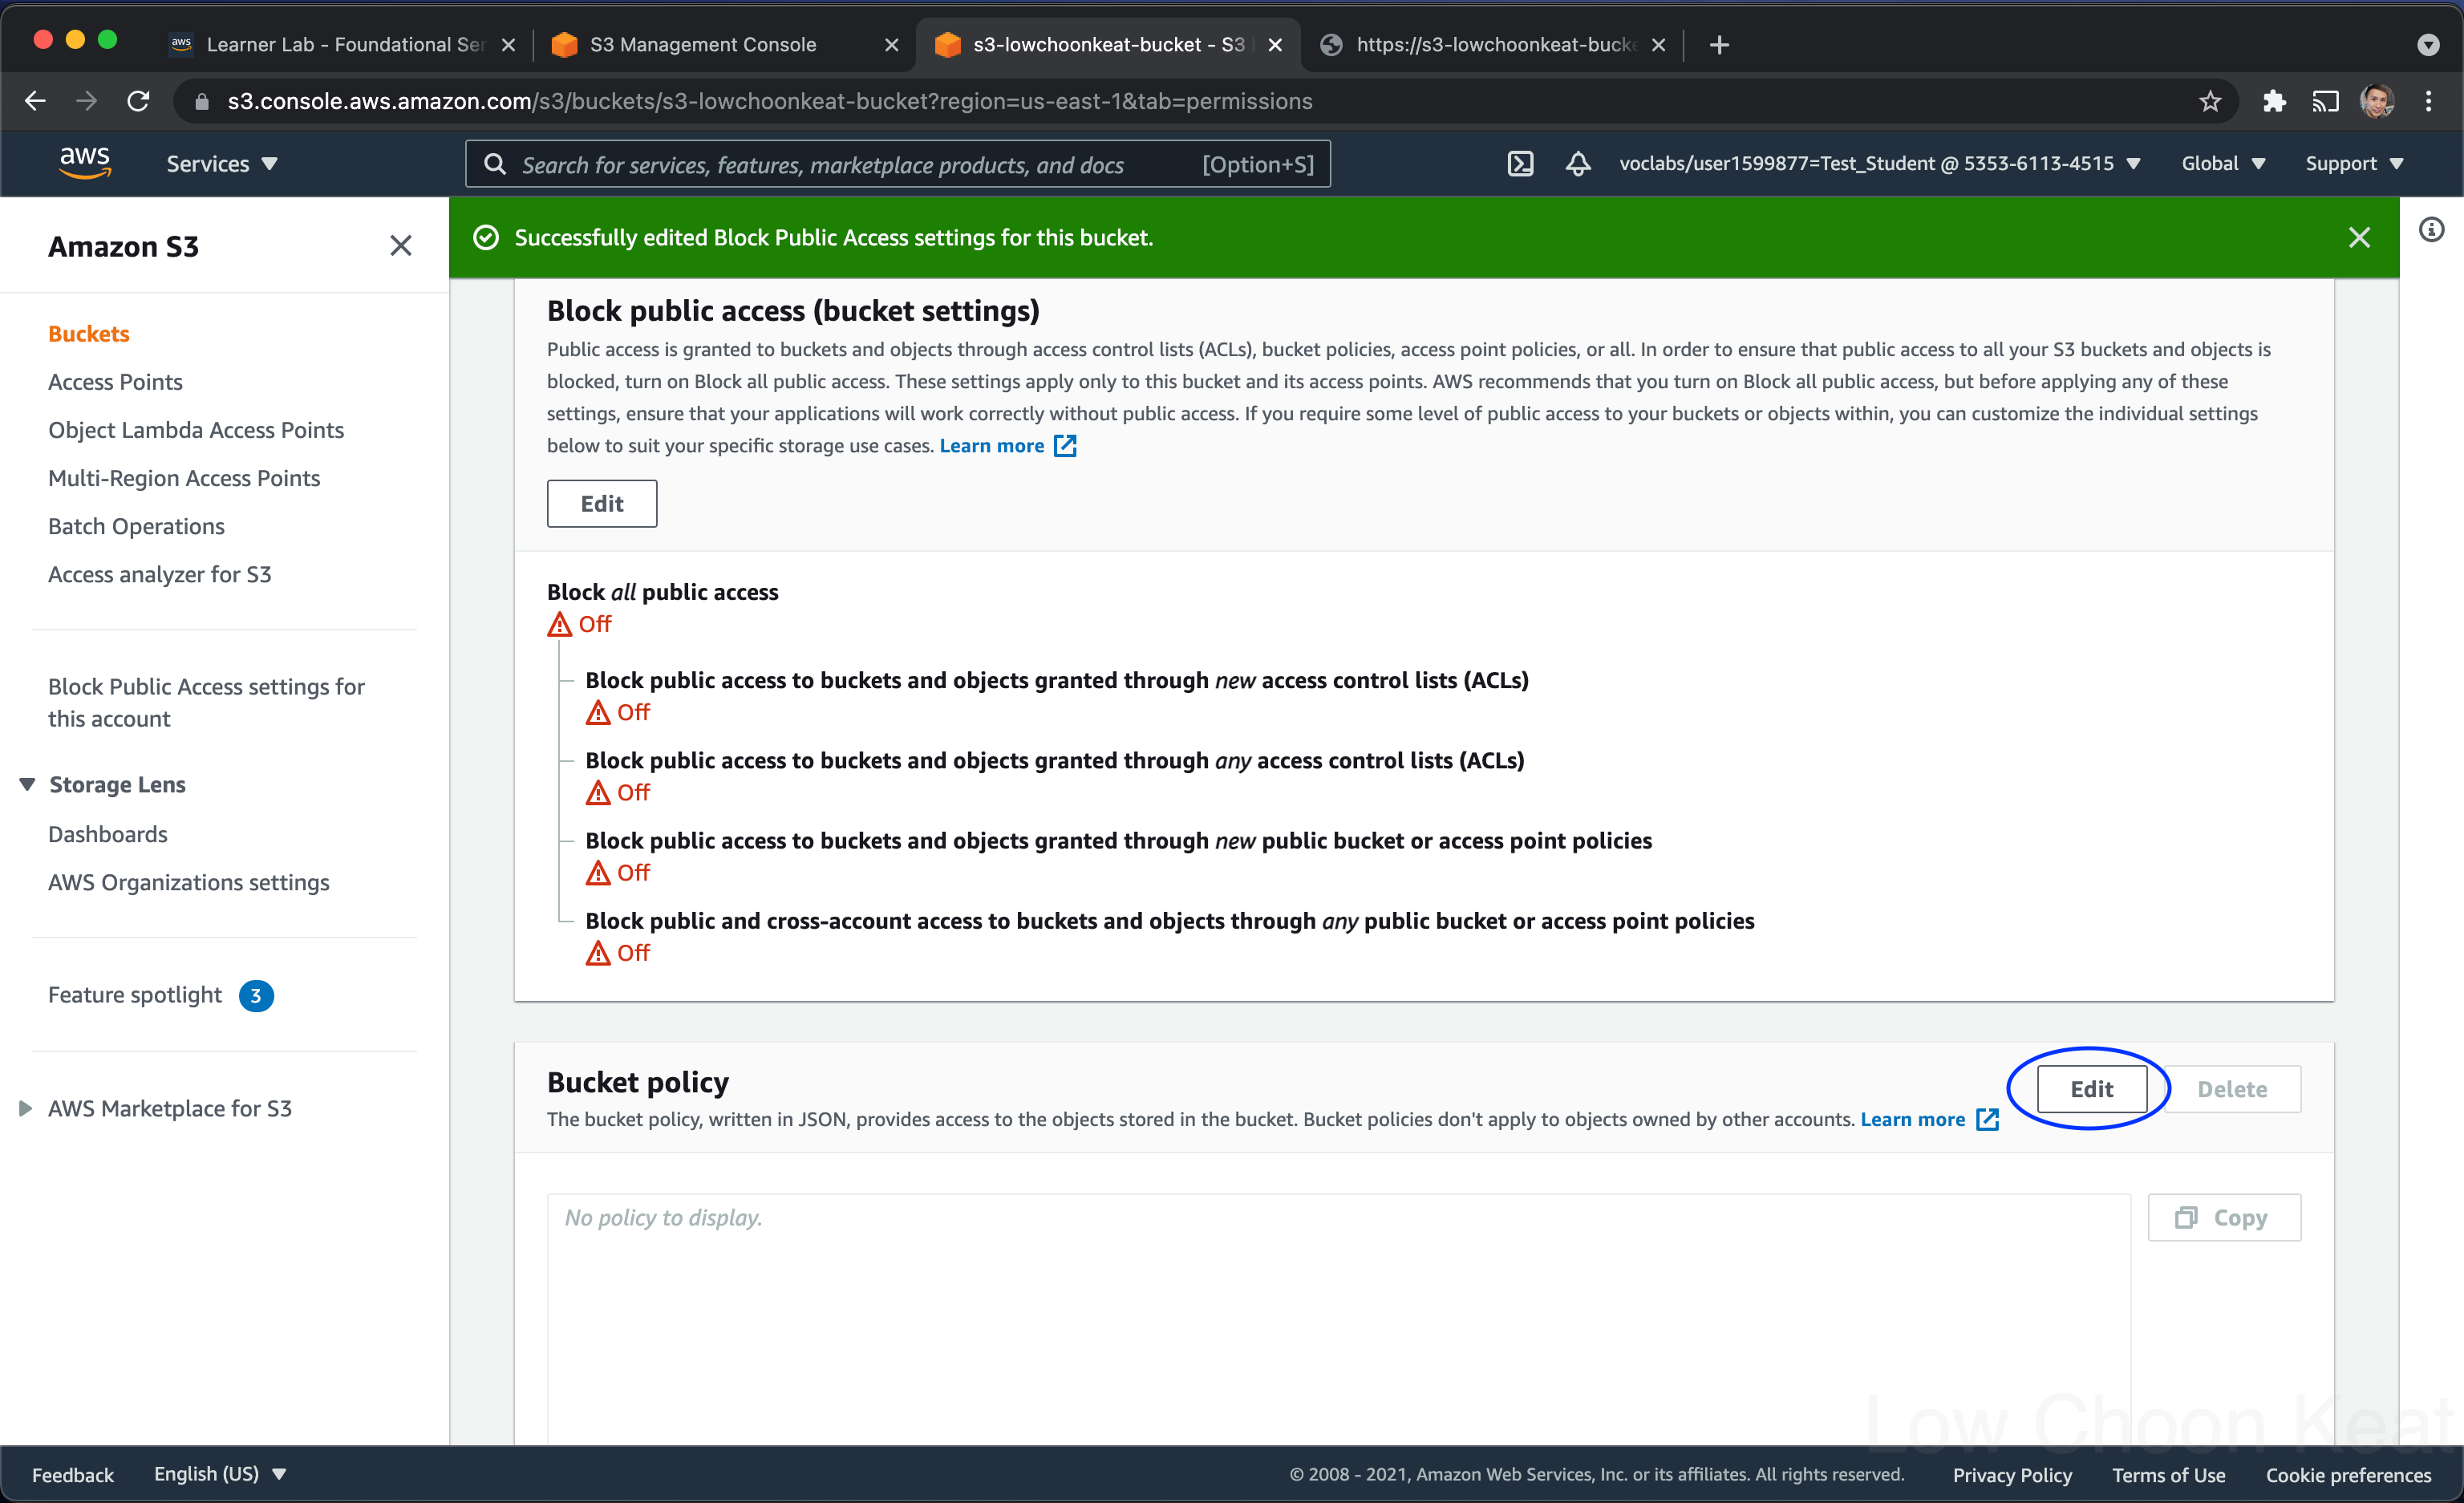 Learner Lab - Foundational Ser
S3 Management Console
s3-lowchoonkeat-bucket - S3
https://s3-lowchoonkeat-bucke
s3.console.aws.amazon.com/s3/buckets/s3-lowchoonkeat-bucket?region=us-east-1&tab=permissions
aws
Services
Search for services, features, marketplace products, and docs
[Option+S]
voclabs/user1599877=Test_Student @ 5353-6113-4515
Global
Support
Amazon S3
Buckets
Access Points
Object Lambda Access Points
Multi-Region Access Points
Batch Operations
Access analyzer for S3
Block Public Access settings for
this account
Storage Lens
Dashboards
AWS Organizations settings
Feature spotlight 3
AWS Marketplace for S3
Successfully edited Block Public Access settings for this bucket.
Block public access (bucket settings)
Public access is granted to buckets and objects through access control lists (ACLs), bucket policies, access point policies, or all. In order to ensure that public access to all your S3 buckets and objects is
blocked, turn on Block all public access. These settings apply only to this bucket and its access points. AWS recommends that you turn on Block all public access, but before applying any of these
settings, ensure that your applications will work correctly without public access. If you require some level of public access to your buckets or objects within, you can customize the individual settings
below to suit your specific storage use cases. Learn more
Edit
Block all public access
Off
Block public access to buckets and objects granted through new access control lists (ACLs)
Off
Block public access to buckets and objects granted through any access control lists (ACLs)
Off
Block public access to buckets and objects granted through new public bucket or access point policies
Off
Block public and cross-account access to buckets and objects through any public bucket or access point policies
Off
Bucket policy
The bucket policy, written in JSON, provides access to the objects stored in the bucket. Bucket policies don't apply to objects owned by other accounts. Learn more
Edit
Delete
No policy to display.
Copy
Low Choon Keat
Feedback
English (US)
© 2008 - 2021, Amazon Web Services, Inc. or its affiliates. All rights reserved.
Privacy Policy
Terms of Use
Cookie preferences